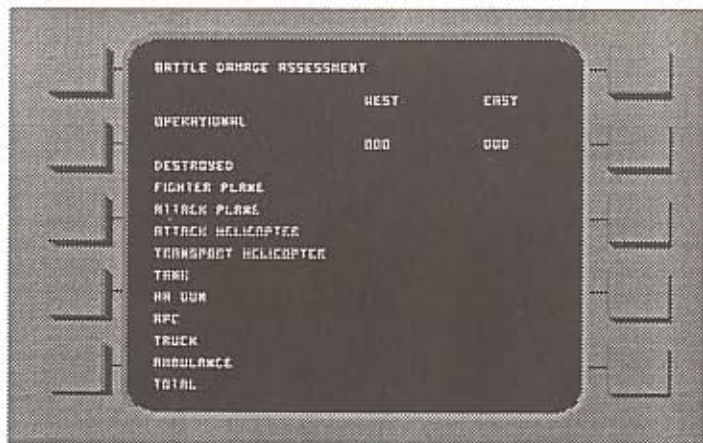 BATTLE DAMAGE ASSESSMENT
WEST EAST
OPERATIONAL
000 000
DESTROYED
FIGHTER PLANE
ATTACK PLANE
ATTACK HELICOPTER
TRANSPORT HELICOPTER
TANK
AA GUN
APC
TRUCK
AMBULANCE
TOTAL